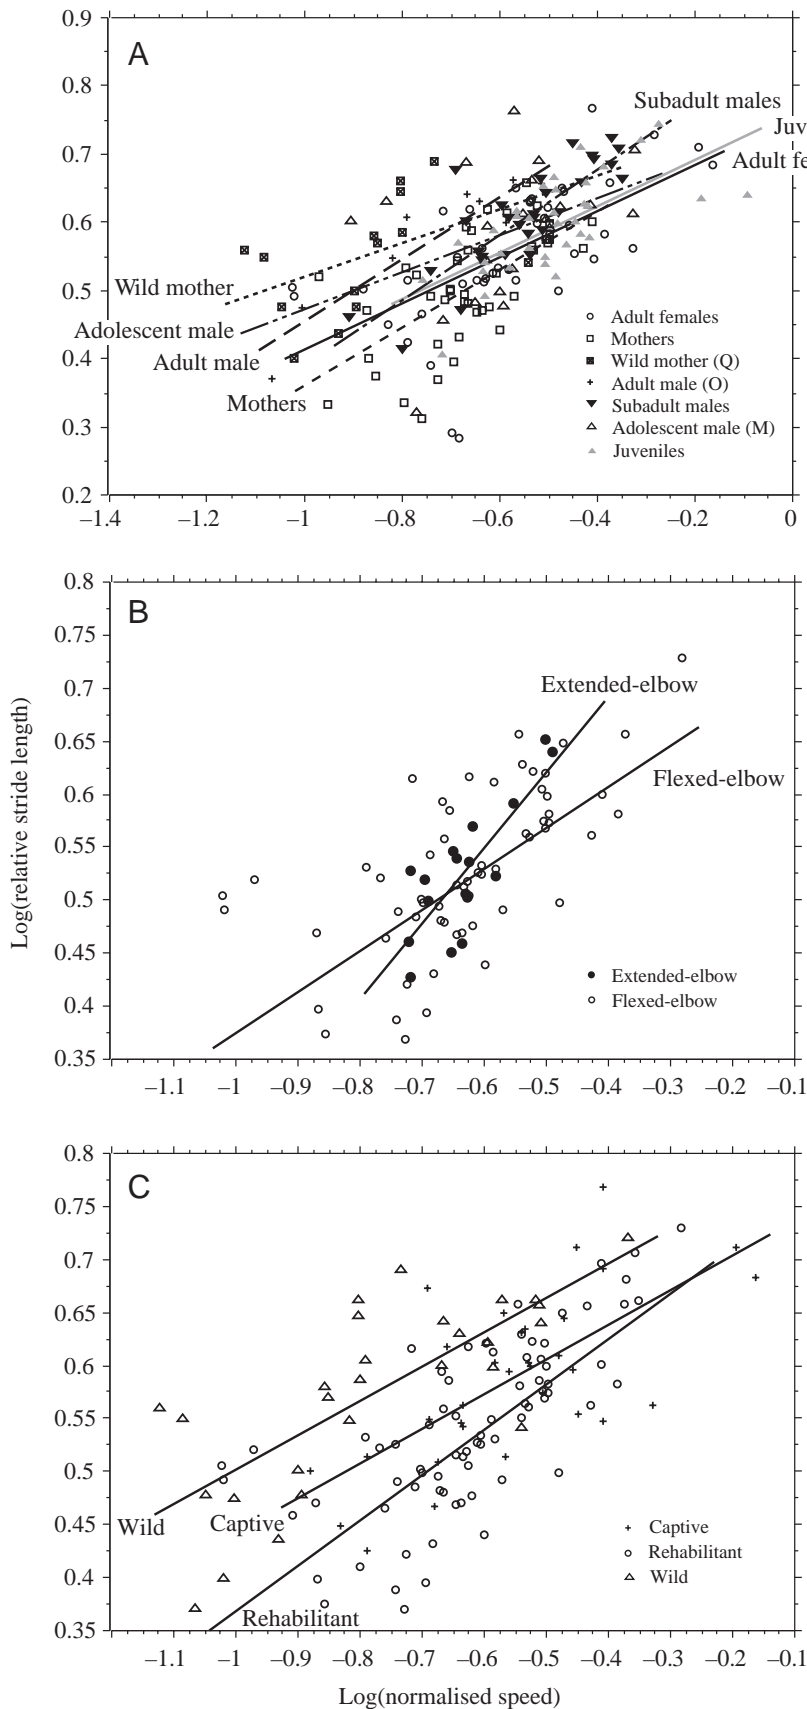 0.9
A
0.8
Subadult males
Juv
0.7
Adult fe
0.6
0.5
Wild mother
Adolescent male
0.4
Adult male
Mothers
0.3
0.2
Adult females
Mothers
Wild mother (Q)
Adult male (O)
Subadult males
Adolescent male (M)
Juveniles
–1.4 –1.2 –1 –0.8 –0.6 –0.4 –0.2 0
Log(relative stride length)
0.8
B
0.75
0.7
Extended-elbow
0.65
Flexed-elbow
0.6
0.55
0.5
0.45
0.4
0.35
Extended-elbow
Flexed-elbow
–1.1 –1 –0.9 –0.8 –0.7 –0.6 –0.5 –0.4 –0.3 –0.2 –0.1
0.8
C
0.75
0.7
0.65
0.6
0.55
0.5
0.45
Wild
Captive
0.4
Rehabilitant
0.35
Captive
Rehabilitant
Wild
–1.1 –1 –0.9 –0.8 –0.7 –0.6 –0.5 –0.4 –0.3 –0.2 –0.1
Log(normalised speed)